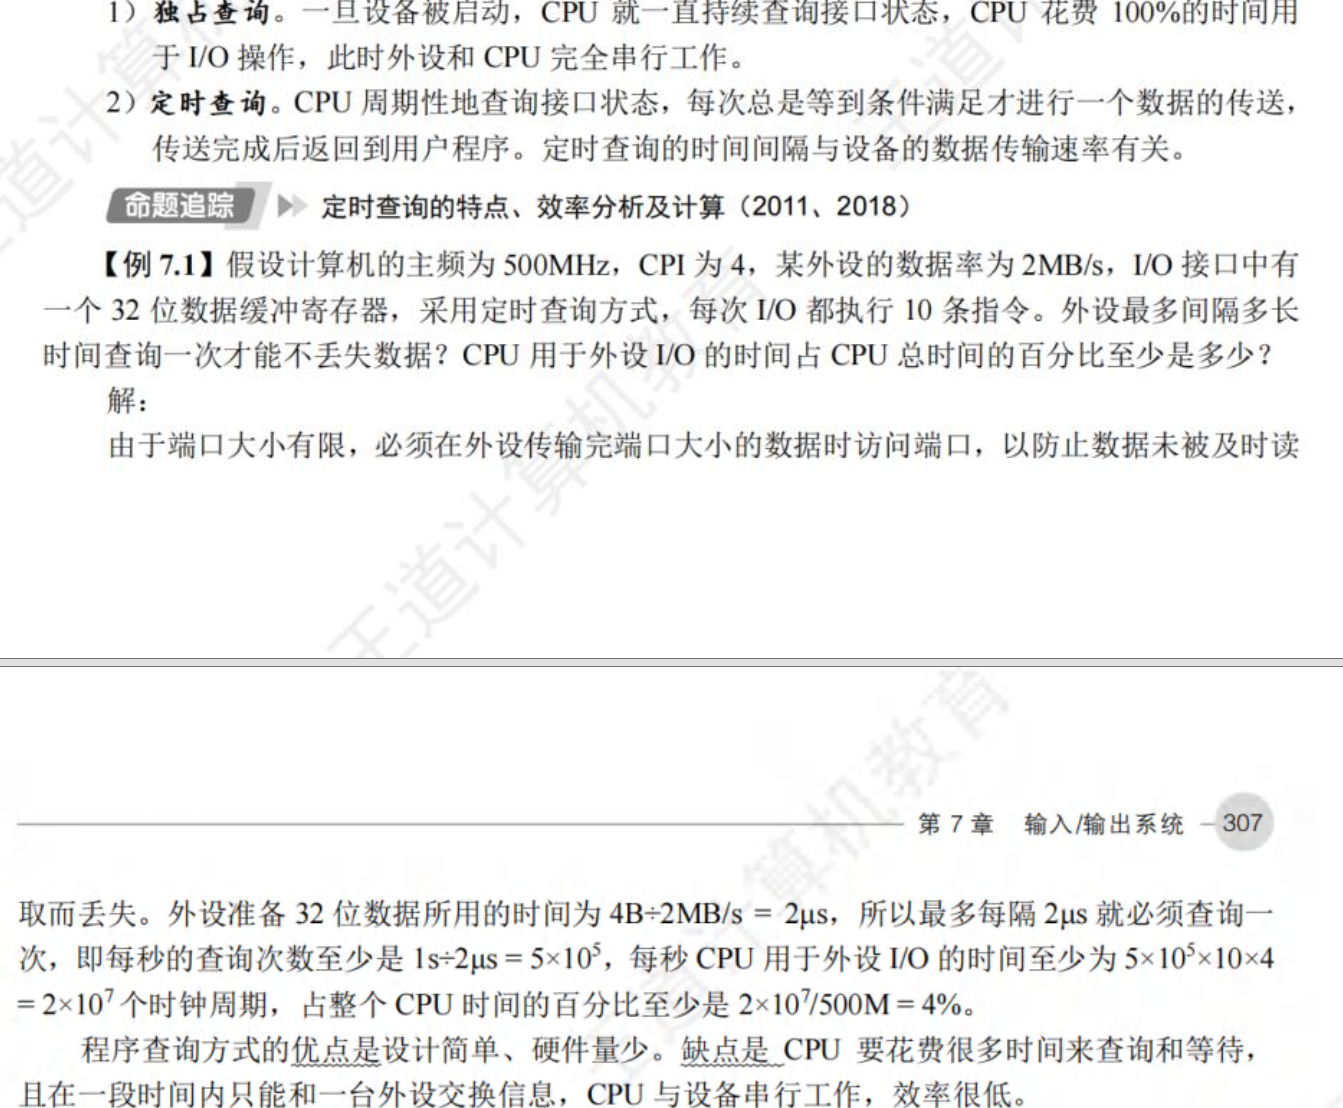 1）独占查询。一旦设备被启动，CPU 就一直持续查询接口状态，CPU 花费 100%的时间用
于 I/O 操作，此时外设和 CPU 完全串行工作。
2）定时查询。CPU 周期性地查询接口状态，每次总是等到条件满足才进行一个数据的传送，
传送完成后返回到用户程序。定时查询的时间间隔与设备的数据传输速率有关。
命题追踪 定时查询的特点、效率分析及计算（2011、2018）
【例 7.1】假设计算机的主频为 500MHz，CPI 为 4，某外设的数据率为 2MB/s，I/O 接口中有
一个 32 位数据缓冲寄存器，采用定时查询方式，每次 I/O 都执行 10 条指令。外设最多间隔多长
时间查询一次才能不丢失数据？CPU 用于外设 I/O 的时间占 CPU 总时间的百分比至少是多少？
解：
由于端口大小有限，必须在外设传输完端口大小的数据时访问端口，以防止数据未被及时读
王道计算机教育
第 7 章 输入/输出系统 307
取而丢失。外设准备 32 位数据所用的时间为 4B÷2MB/s = 2μs，所以最多每隔 2μs 就必须查询一
次，即每秒的查询次数至少是 1s÷2μs = 5×10⁵，每秒 CPU 用于外设 I/O 的时间至少为 5×10⁵×10×4
= 2×10⁷ 个时钟周期，占整个 CPU 时间的百分比至少是 2×10⁷/500M = 4%。
程序查询方式的优点是设计简单、硬件量少。缺点是 CPU 要花费很多时间来查询和等待，
且在一段时间内只能和一台外设交换信息，CPU 与设备串行工作，效率很低。